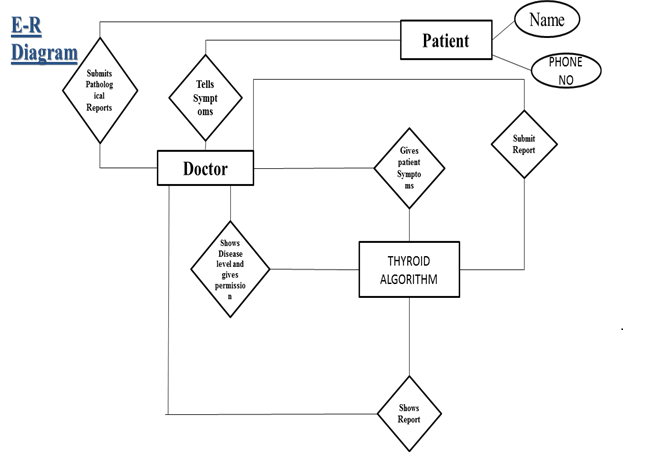 E-R
Diagram
Patient
Name
PHONE
NO
Submits
Patholog
ical
Reports
Tells
Sympt
oms
Submit
Report
Doctor
Gives
patient
Sympto
ms
Shows
Disease
level and
gives
permissio
n
THYROID
ALGORITHM
Shows
Report
.